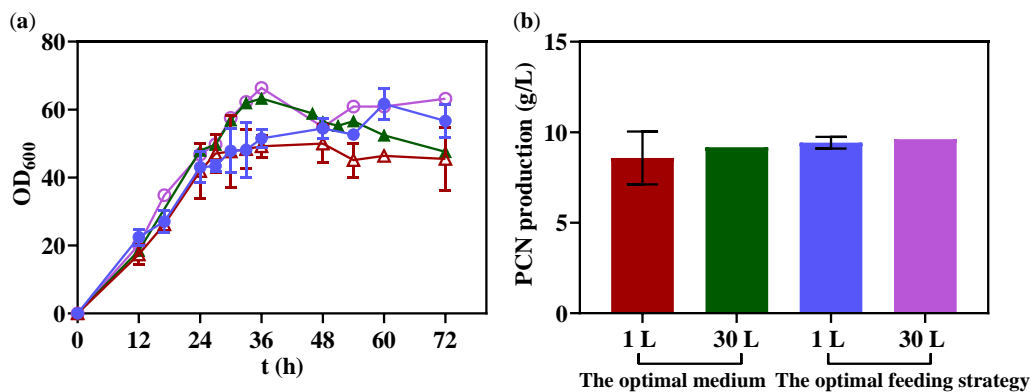 (a)
80
60
40
20
0
OD600
0 12 24 36 48 60 72
t (h)
(b)
15
10
5
0
PCN production (g/L)
1 L 30 L 1 L 30 L
The optimal medium The optimal feeding strategy